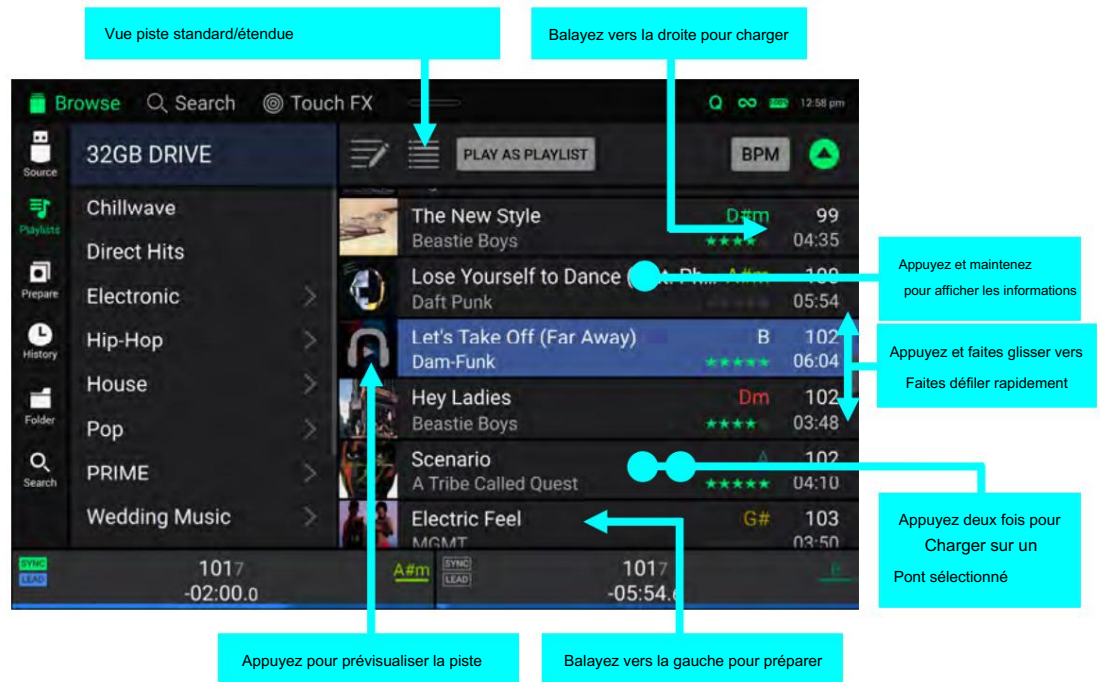 Vue piste standard/étendue
Balayez vers la droite pour charger
Browse
Search
Touch FX
12:58 pm
Source
32GB DRIVE
PLAY AS PLAYLIST
BPM
Playlists
Prepare
History
Folder
Search
Chillwave
Direct Hits
Electronic
Hip-Hop
House
Pop
PRIME
Wedding Music
The New Style
D#m
99
Beastie Boys
04:35
Lose Yourself to Dance
Ph...
A#m
Daft Punk
05:54
Let's Take Off (Far Away)
B
102
Dam-Funk
06:04
Hey Ladies
Dm
102
Beastie Boys
03:48
Scenario
A
102
A Tribe Called Quest
04:10
Electric Feel
G#
103
MGMT
03:50
SYNC
LEAD
1017
-02:00.0
A#m
SYNC
LEAD
1017
-05:54.
Appuyez et maintenez
pour afficher les informations
Appuyez et faites glisser vers
Faites défiler rapidement
Appuyez deux fois pour
Charger sur un
Pont sélectionné
Appuyez pour prévisualiser la piste
Balayez vers la gauche pour préparer